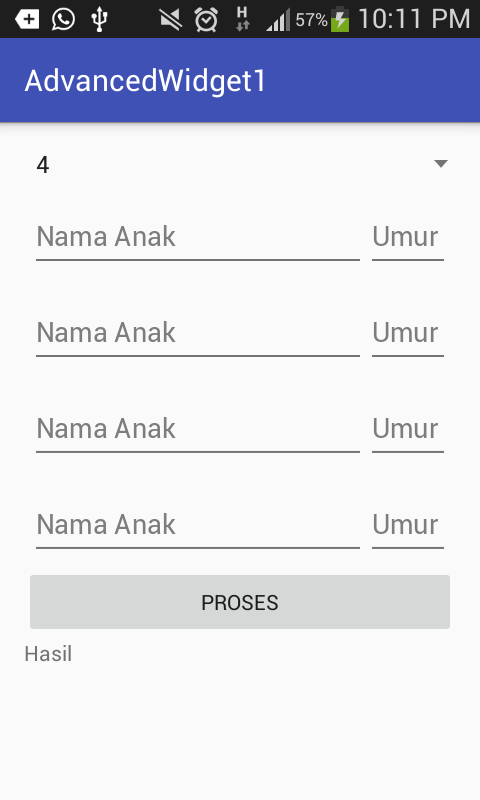 H 57% 10:11 PM
AdvancedWidget1
4
Nama Anak Umur
Nama Anak Umur
Nama Anak Umur
Nama Anak Umur
PROSES
Hasil